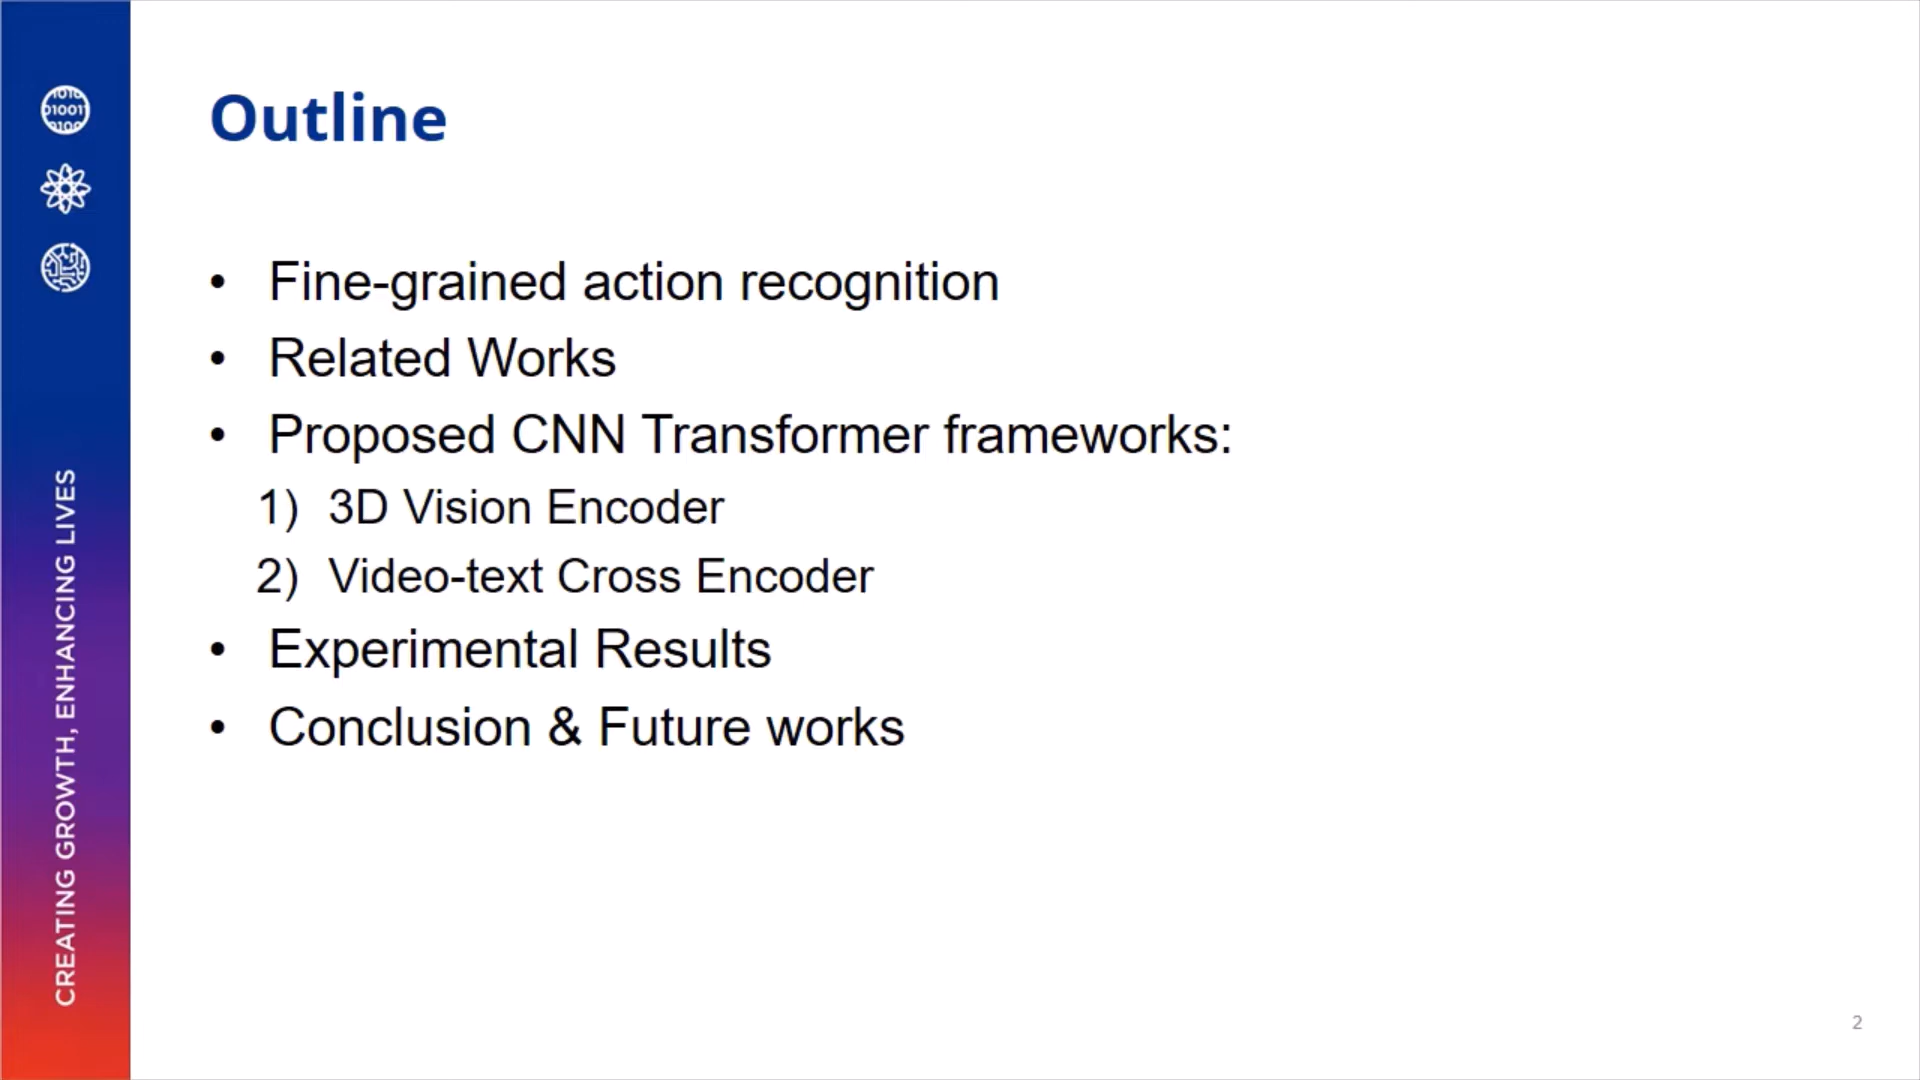 Outline
• Fine-grained action recognition
• Related Works
• Proposed CNN Transformer frameworks:
1) 3D Vision Encoder
2) Video-text Cross Encoder
• Experimental Results
• Conclusion & Future works
CREATING GROWTH, ENHANCING LIVES
2